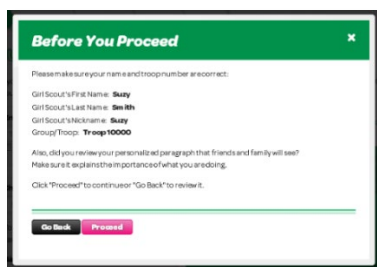 Before You Proceed
×
Please make sure your name and troop number are correct:
Girl Scout's First Name: Suzy
Girl Scout's Last Name: Smith
Girl Scout's Nickname: Suzy
Group/Troop: Troop 10000
Also, did you review your personalized paragraph that friends and family will see?
Make sure it explains the importance of what you are doing.
Click "Proceed" to continue or "Go Back" to review it.
Go Back Proceed